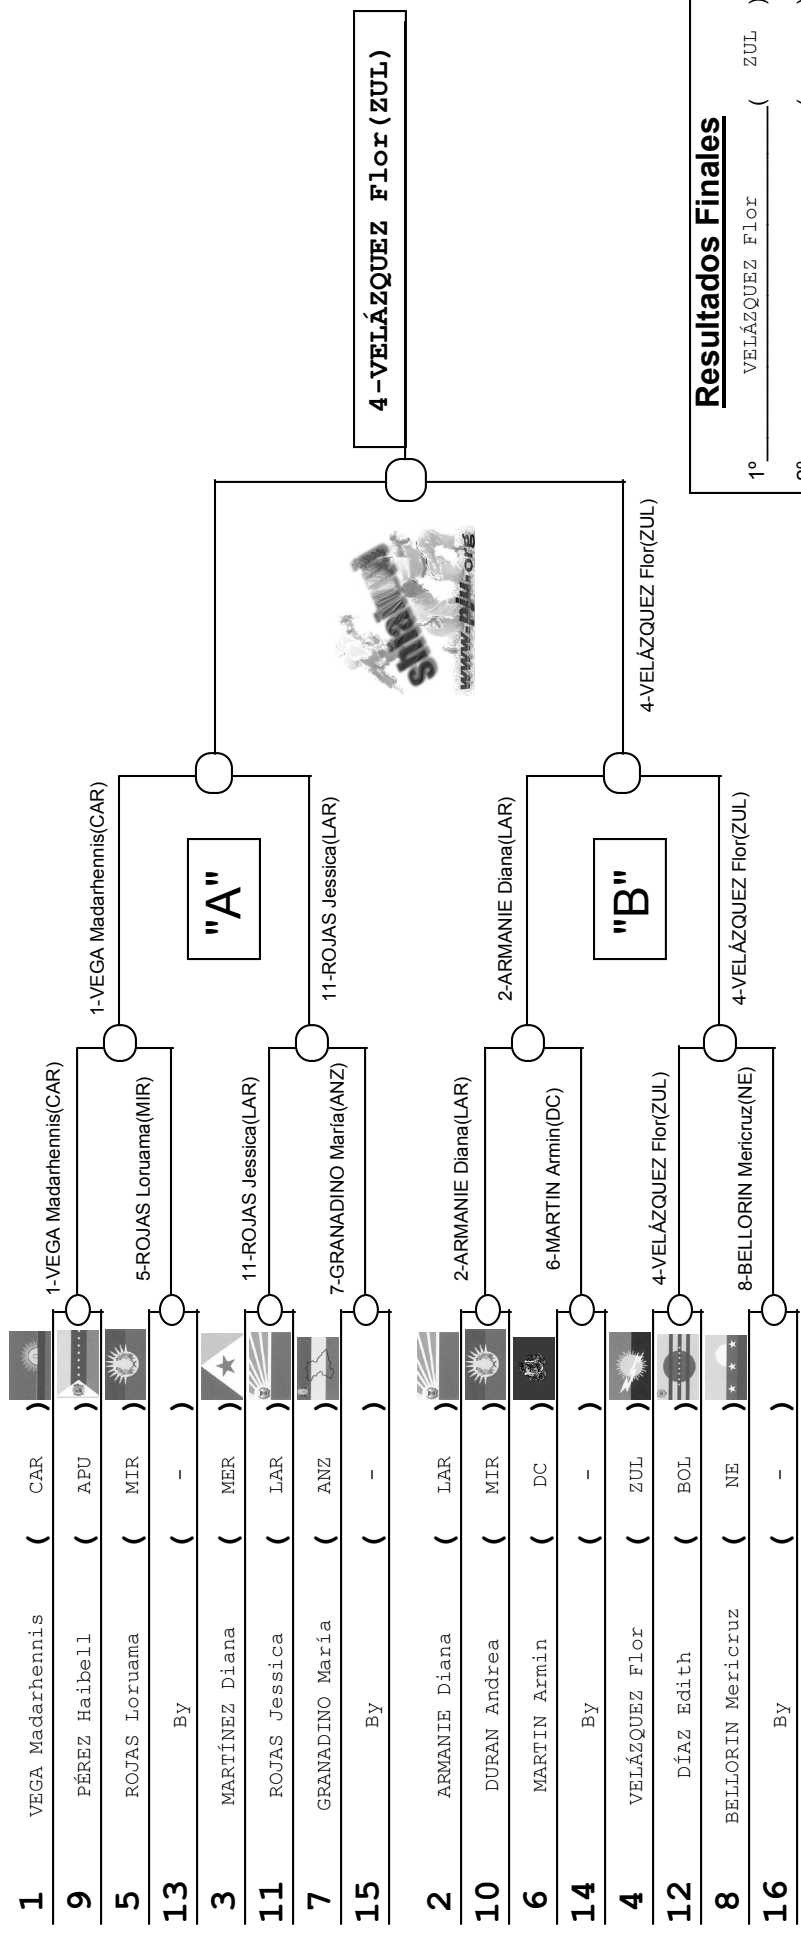 1 VEGA Madarhennis ( CAR )
9 PÉREZ Haibell ( APU )
5 ROJAS Loruama ( MIR )
13 By ( - )
3 MARTÍNEZ Diana ( MER )
11 ROJAS Jessica ( LAR )
7 GRANADINO María ( ANZ )
15 By ( - )
2 ARMANIE Diana ( LAR )
10 DURAN Andrea ( MIR )
6 MARTIN Armin ( DC )
14 By ( - )
4 VELÁZQUEZ Flor ( ZUL )
12 DÍAZ Edith ( BOL )
8 BELLORIN Mericruz ( NE )
16 By ( - )
1-VEGA Madarhennis(CAR)
5-ROJAS Loruama(MIR)
11-ROJAS Jessica(LAR)
7-GRANADINO María(ANZ)
2-ARMANIE Diana(LAR)
6-MARTIN Armin(DC)
4-VELÁZQUEZ Flor(ZUL)
8-BELLORIN Mericruz(NE)
1-VEGA Madarhennis(CAR)
11-ROJAS Jessica(LAR)
2-ARMANIE Diana(LAR)
4-VELÁZQUEZ Flor(ZUL)
"A"
"B"
4-VELÁZQUEZ Flor(ZUL)
www.pju.org
4-VELÁZQUEZ Flor(ZUL)
Resultados Finales
1º VELÁZQUEZ Flor ( ZUL )